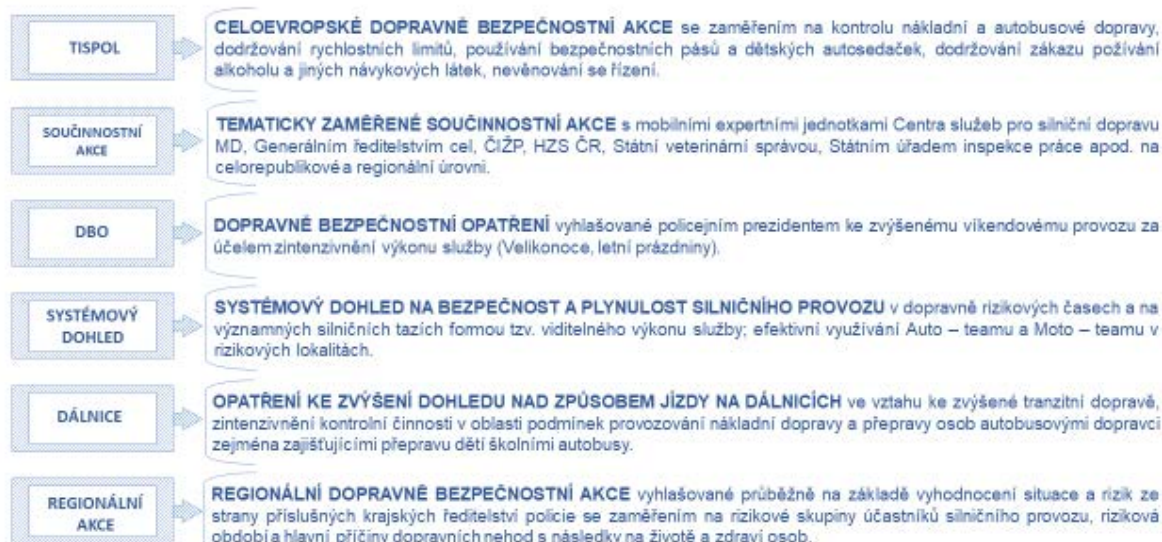 TISPOL
CELOEVROPSKÉ DOPRAVNĚ BEZPEČNOSTNÍ AKCE se zaměřením na kontrolu nákladní a autobusové dopravy,
dodržování rychlostních limitů, používání bezpečnostních pásů a dětských autosedaček, dodržování zákazu požívání
alkoholu a jiných návykových látek, nevěnování se řízení.
SOUČINNOSTNÍ
AKCE
TEMATICKY ZAMĚŘENÉ SOUČINNOSTNÍ AKCE s mobilními expertními jednotkami Centra služeb pro silniční dopravu
MD, Generálním ředitelstvím cel, ČIŽP, HZS ČR, Státní veterinární správou, Státním úřadem inspekce práce apod. na
celorepublikové a regionální úrovni.
DBO
DOPRAVNĚ BEZPEČNOSTNÍ OPATŘENÍ vyhlašované policejním prezidentem ke zvýšenému víkendovému provozu za
účelem zintenzivnění výkonu služby (Velikonoce, letní prázdniny).
SYSTÉMOVÝ
DOHLED
SYSTÉMOVÝ DOHLED NA BEZPEČNOST A PLYNULOST SILNIČNÍHO PROVOZU v dopravně rizikových časech a na
významných silničních tazích formou tzv. viditelného výkonu služby; efektivní využívání Auto – teamu a Moto – teamu v
rizikových lokalitách.
DÁLNICE
OPATŘENÍ KE ZVÝŠENÍ DOHLEDU NAD ZPŮSOBEM JÍZDY NA DÁLNICÍCH ve vztahu ke zvýšené tranzitní dopravě,
zintenzivnění kontrolní činnosti v oblasti podmínek provozování nákladní dopravy a přepravy osob autobusovými dopravci
zejména zajišťujícími přepravu dětí školními autobusy.
REGIONÁLNÍ
AKCE
REGIONÁLNÍ DOPRAVNĚ BEZPEČNOSTNÍ AKCE vyhlašované průběžně na základě vyhodnocení situace a rizik ze
strany příslušných krajských ředitelství policie se zaměřením na rizikové skupiny účastníků silničního provozu, riziková
období a hlavní příčiny dopravních nehod s následky na životě a zdraví osob.